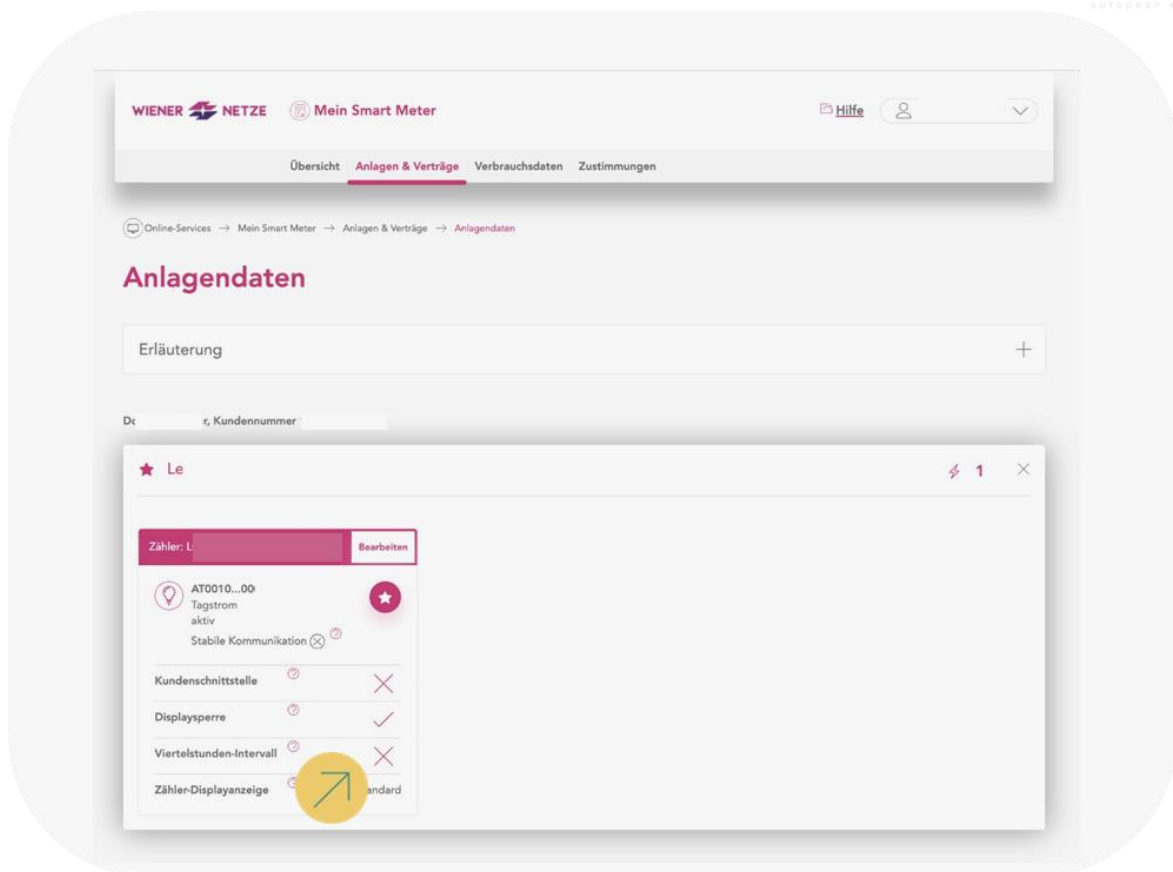 european e
WIENER NETZE Mein Smart Meter Hilfe
Übersicht Anlagen & Verträge Verbrauchsdaten Zustimmungen
Online-Services → Mein Smart Meter → Anlagen & Verträge → Anlagendaten
Anlagendaten
Erläuterung
r, Kundennummer
Le
1
Zähler: L
Bearbeiten
AT0010...00
Tagstrom
aktiv
Stabile Kommunikation
Kundenschnittstelle
Displaysperre
Viertelstunden-Intervall
Zähler-Displayanzeige andard